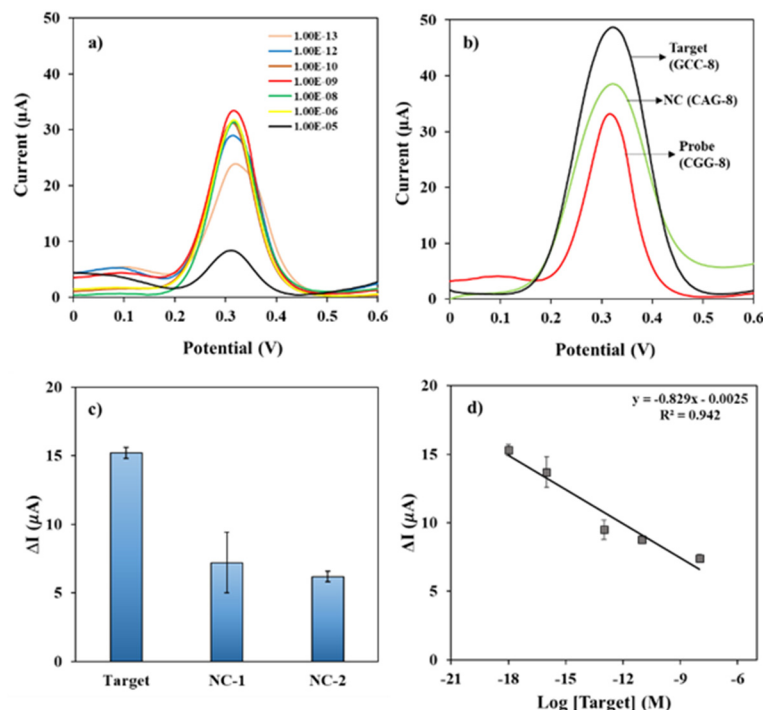 a)
1.00E-13
1.00E-12
1.00E-10
1.00E-09
1.00E-08
1.00E-06
1.00E-05
50
40
30
20
10
0
Current (µA)
0 0.1 0.2 0.3 0.4 0.5 0.6
Potential (V)
b)
Target
(GCC-8)
NC (CAG-8)
Probe
(CGG-8)
50
40
30
20
10
0
Current (µA)
0 0.1 0.2 0.3 0.4 0.5 0.6
Potential (V)
c)
20
15
10
5
0
ΔI (µA)
Target NC-1 NC-2
d)
y = -0.829x - 0.0025
R² = 0.942
20
15
10
5
0
ΔI (µA)
-21 -18 -15 -12 -9 -6
Log [Target] (M)